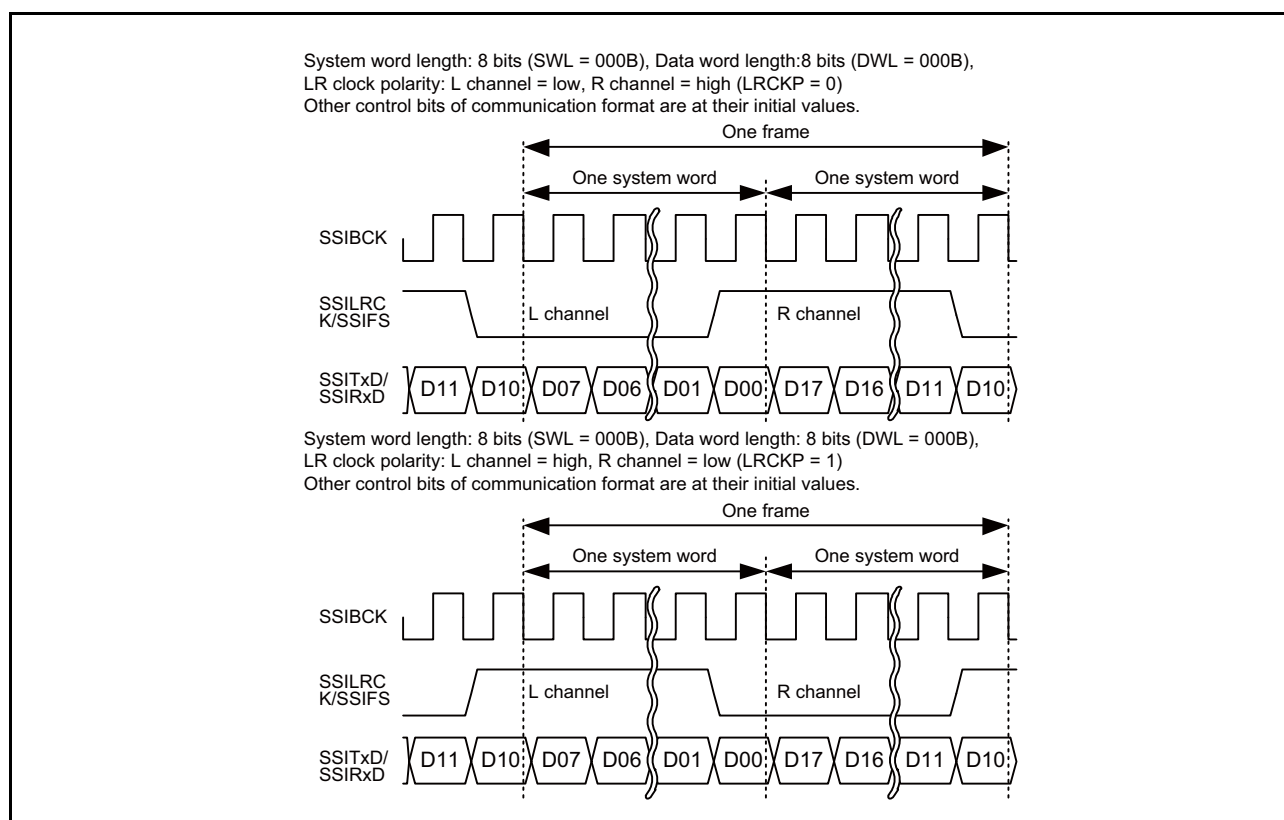 System word length: 8 bits (SWL = 000B), Data word length:8 bits (DWL = 000B),
LR clock polarity: L channel = low, R channel = high (LRCKP = 0)
Other control bits of communication format are at their initial values.
One frame
One system word One system word
SSIBCK
SSILRC
K/SSIFS
L channel R channel
SSITxD/
SSIRxD
D11 D10 D07 D06 D01 D00 D17 D16 D11 D10
System word length: 8 bits (SWL = 000B), Data word length: 8 bits (DWL = 000B),
LR clock polarity: L channel = high, R channel = low (LRCKP = 1)
Other control bits of communication format are at their initial values.
One frame
One system word One system word
SSIBCK
SSILRC
K/SSIFS
L channel R channel
SSITxD/
SSIRxD
D11 D10 D07 D06 D01 D00 D17 D16 D11 D10